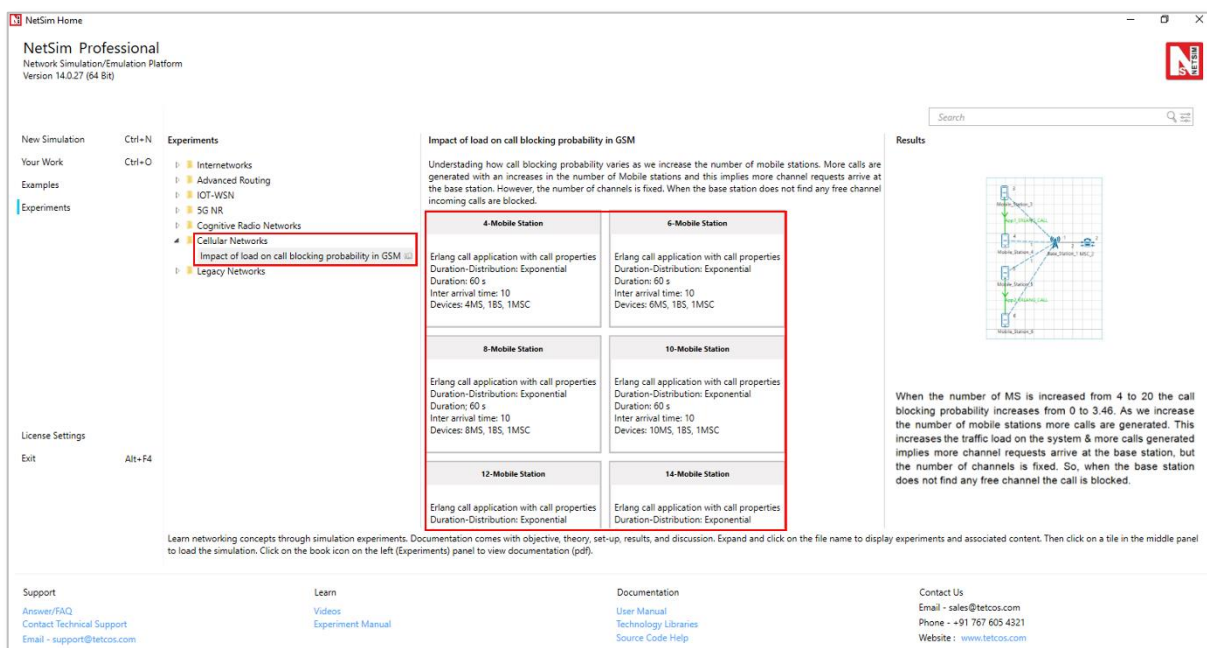 NetSim Home
NetSim Professional
Network Simulation/Emulation Platform
Version 14.0.27 (64 Bit)
NETSIM
Search
New Simulation Ctrl+N
Your Work Ctrl+O
Examples
Experiments
License Settings
Exit Alt+F4
Experiments
Internetworks
Advanced Routing
IOT-WSN
5G NR
Cognitive Radio Networks
Cellular Networks
Impact of load on call blocking probability in GSM
Legacy Networks
Impact of load on call blocking probability in GSM
Understading how call blocking probability varies as we increase the number of mobile stations. More calls are
generated with an increases in the number of Mobile stations and this implies more channel requests arrive at
the base station. However, the number of channels is fixed. When the base station does not find any free channel
incoming calls are blocked.
4-Mobile Station
Erlang call application with call properties
Duration-Distribution: Exponential
Duration: 60 s
Inter arrival time: 10
Devices: 4MS, 1BS, 1MSC
6-Mobile Station
Erlang call application with call properties
Duration-Distribution: Exponential
Duration: 60 s
Inter arrival time: 10
Devices: 6MS, 1BS, 1MSC
8-Mobile Station
Erlang call application with call properties
Duration-Distribution: Exponential
Duration; 60 s
Inter arrival time: 10
Devices: 8MS, 1BS, 1MSC
10-Mobile Station
Erlang call application with call properties
Duration-Distribution: Exponential
Duration: 60 s
Inter arrival time: 10
Devices: 10MS, 1BS, 1MSC
12-Mobile Station
Erlang call application with call properties
Duration-Distribution: Exponential
14-Mobile Station
Erlang call application with call properties
Duration-Distribution: Exponential
Results
When the number of MS is increased from 4 to 20 the call
blocking probability increases from 0 to 3.46. As we increase
the number of mobile stations more calls are generated. This
increases the traffic load on the system & more calls generated
implies more channel requests arrive at the base station, but
the number of channels is fixed. So, when the base station
does not find any free channel the call is blocked.
Learn networking concepts through simulation experiments. Documentation comes with objective, theory, set-up, results, and discussion. Expand and click on the file name to display experiments and associated content. Then click on a tile in the middle panel
to load the simulation. Click on the book icon on the left (Experiments) panel to view documentation (pdf).
Support
Answer/FAQ
Contact Technical Support
Email - support@tetcos.com
Learn
Videos
Experiment Manual
Documentation
User Manual
Technology Libraries
Source Code Help
Contact Us
Email - sales@tetcos.com
Phone - +91 767 605 4321
Website : www.tetcos.com